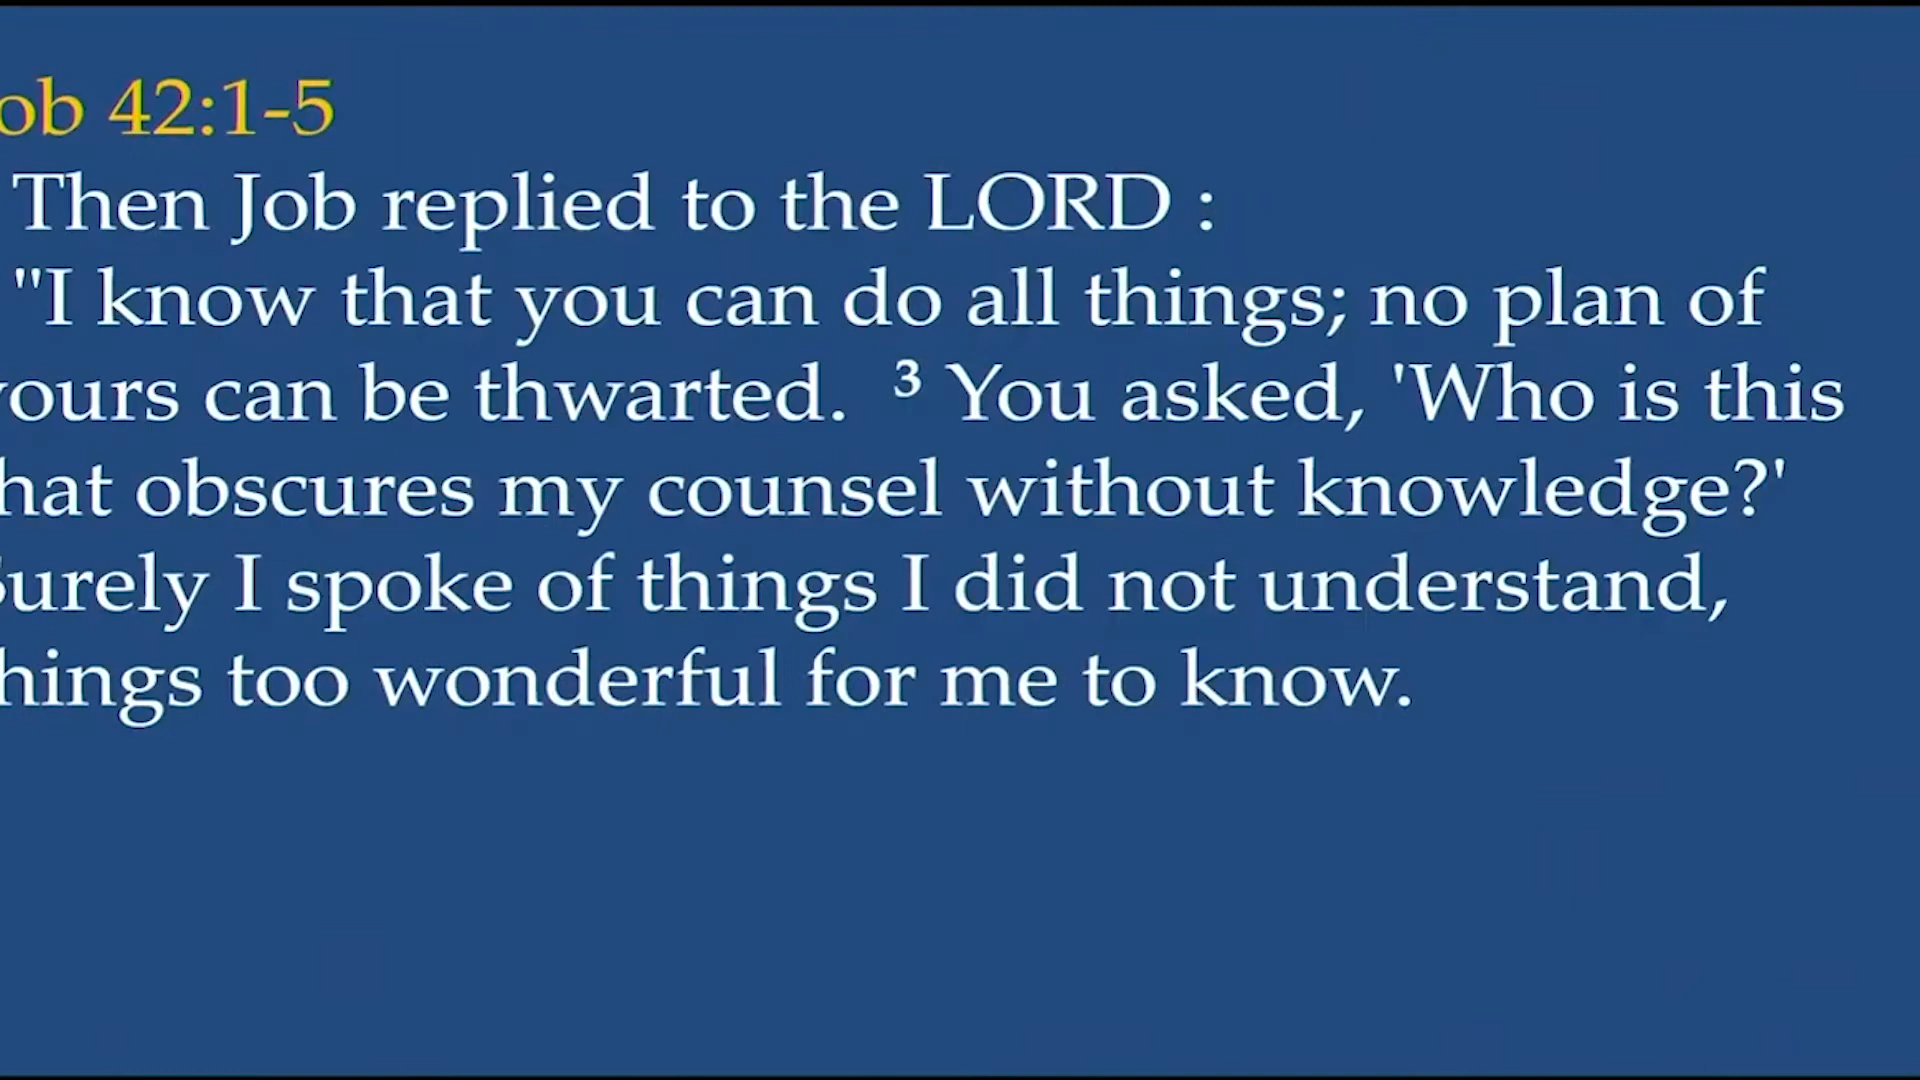 ob 42:1-5
Then Job replied to the LORD :
"I know that you can do all things; no plan of
yours can be thwarted. ³ You asked, 'Who is this
hat obscures my counsel without knowledge?'
Surely I spoke of things I did not understand,
hings too wonderful for me to know.